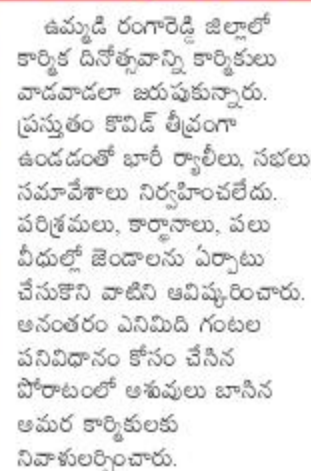 ఉమ్మడి రంగారెడ్డి జిల్లాలో
కార్మిక దినోత్సవాన్ని కార్మికులు
వాడవాడలా జరుపుకున్నారు.
ప్రస్తుతం కొవిడ్ తీవ్రంగా
ఉండడంతో భారీ ర్యాలీలు, సభలు
సమావేశాలు నిర్వహించలేదు.
పరిశ్రమలు, కార్ఖానాలు, పలు
వీధుల్లో జెండాలను ఏర్పాటు
చేసుకొని వాటిని ఆవిష్కరించారు.
అనంతరం ఎనిమిది గంటల
పనివిధానం కోసం చేసిన
పోరాటంలో అశువులు బాసిన
అమర కార్మికులకు
నివాళులర్పించారు.